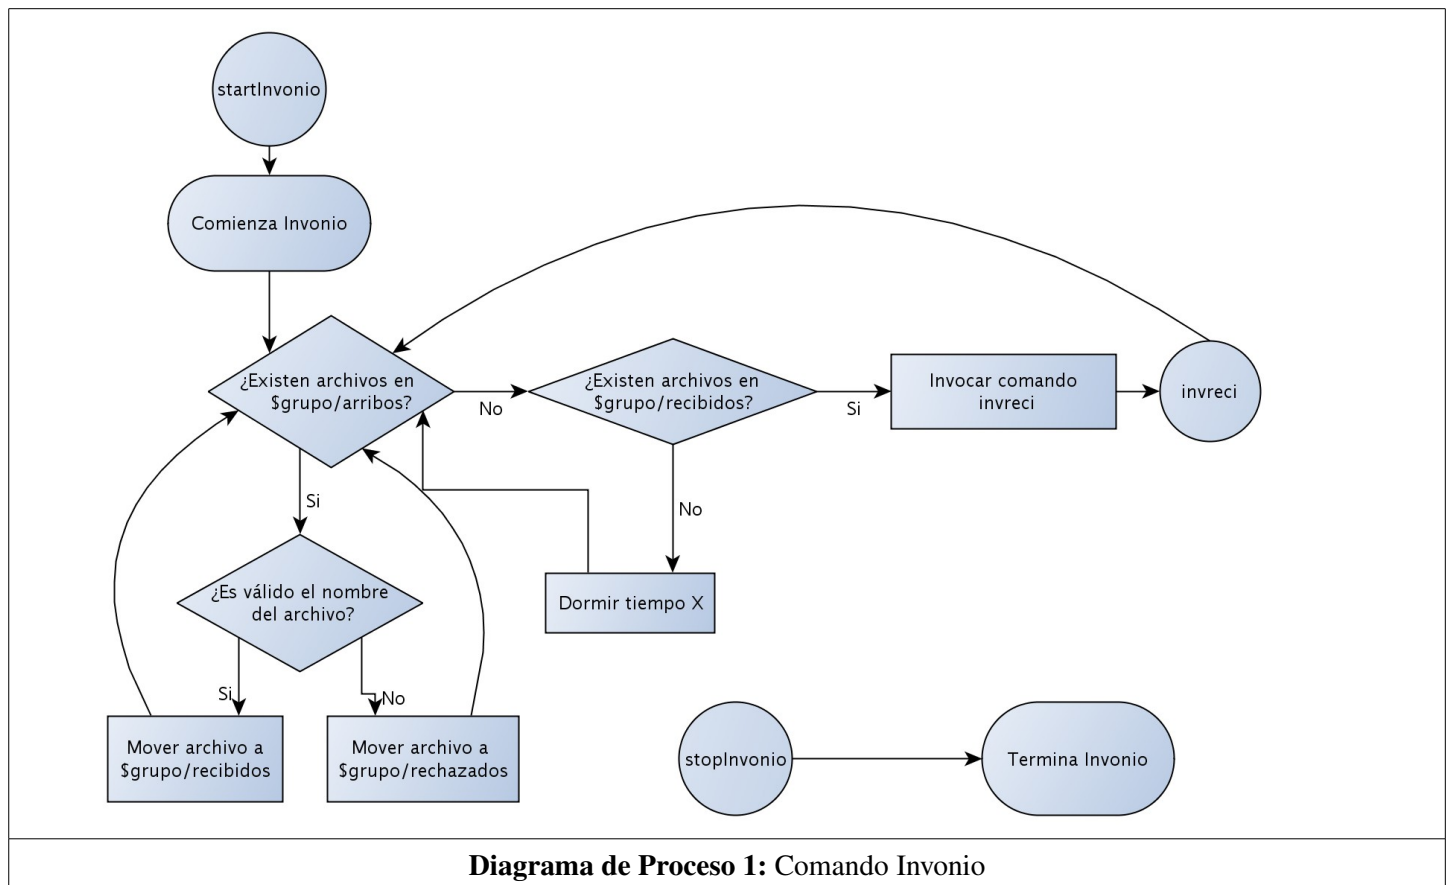 startInvonio
Comienza Invonio
¿Existen archivos en
$grupo/arribos?
No
¿Existen archivos en
$grupo/recibidos?
Si
Invocar comando
invreci
invreci
Si
No
¿Es válido el nombre
del archivo?
Dormir tiempo X
Si
No
Mover archivo a
$grupo/recibidos
Mover archivo a
$grupo/rechazados
stopInvonio
Termina Invonio
Diagrama de Proceso 1: Comando Invonio